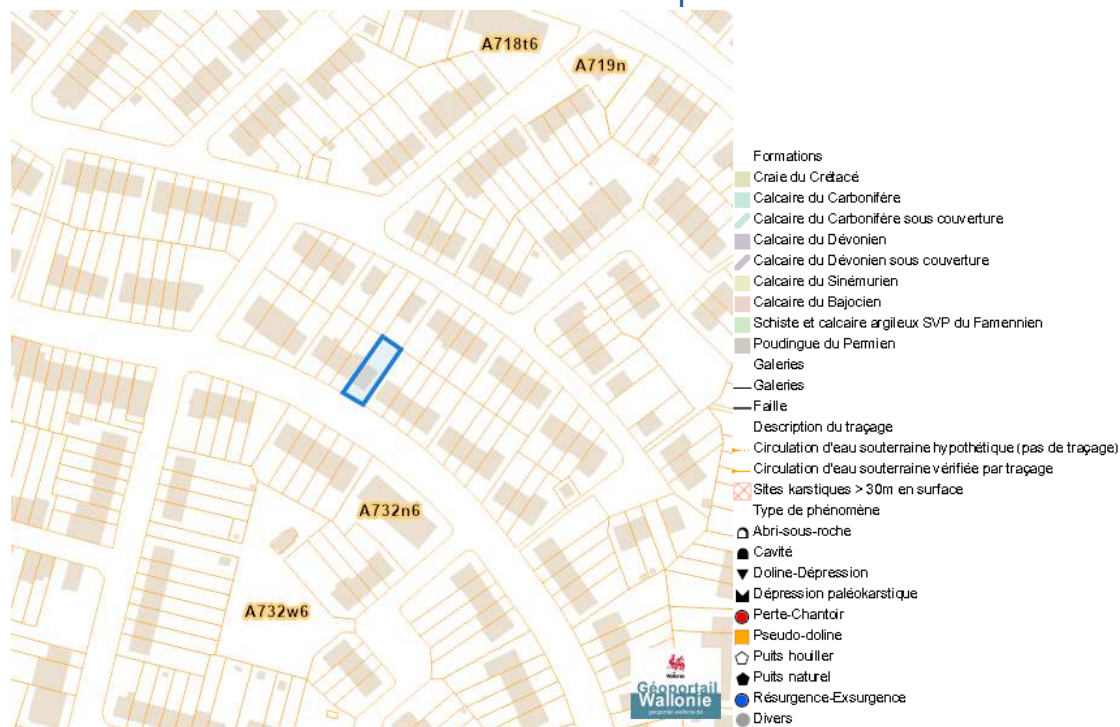 A718t6
A719n
A732n6
A732w6
Wallonie
Géoportail
Wallonie
geoportail.wallonie.be
Formations
Craie du Crétacé
Calcaire du Carbonifère
Calcaire du Carbonifère sous couverture
Calcaire du Dévonien
Calcaire du Dévonien sous couverture
Calcaire du Sinémurien
Calcaire du Bajocien
Schiste et calcaire argileux SVP du Famennien
Poudingue du Permien
Galeries
Galeries
Faille
Description du traçage
Circulation d'eau souterraine hypothétique (pas de traçage)
Circulation d'eau souterraine vérifiée par traçage
Sites karstiques > 30m en surface
Type de phénomène
Abri-sous-roche
Cavité
Doline-Dépression
Dépression paléokarstique
Perte-Chantoir
Pseudo-doline
Puits houiller
Puits naturel
Résurgence-Exsurgence
Divers